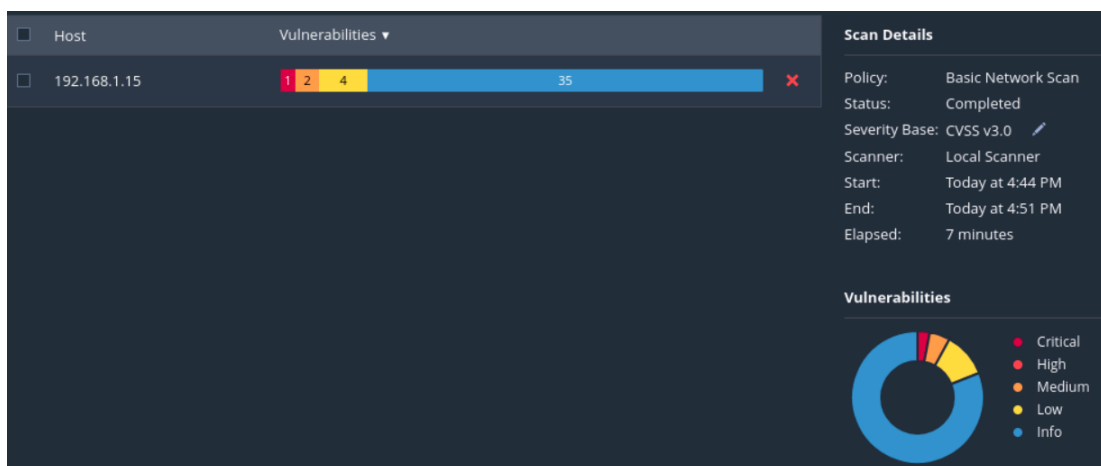 Host Vulnerabilities ▾
192.168.1.15 1 2 4 35
Scan Details
Policy: Basic Network Scan
Status: Completed
Severity Base: CVSS v3.0
Scanner: Local Scanner
Start: Today at 4:44 PM
End: Today at 4:51 PM
Elapsed: 7 minutes
Vulnerabilities
Critical
High
Medium
Low
Info